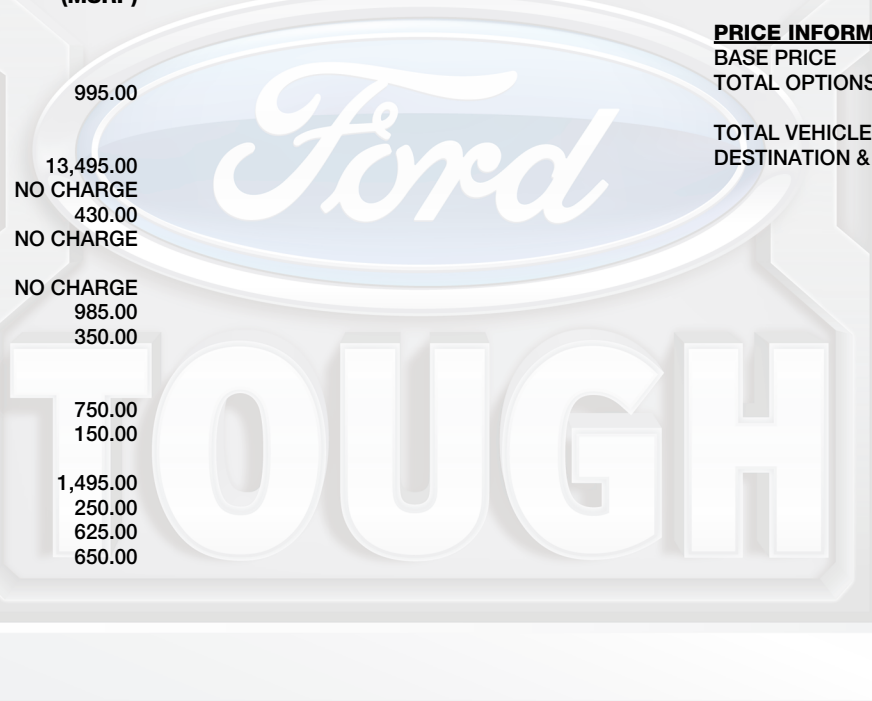 (MSRP)
995.00
13,495.00
NO CHARGE
430.00
NO CHARGE
NO CHARGE
985.00
350.00
750.00
150.00
1,495.00
250.00
625.00
650.00
PRICE INFORM
BASE PRICE
TOTAL OPTIONS
TOTAL VEHICLE
DESTINATION &
Ford
TOUGH